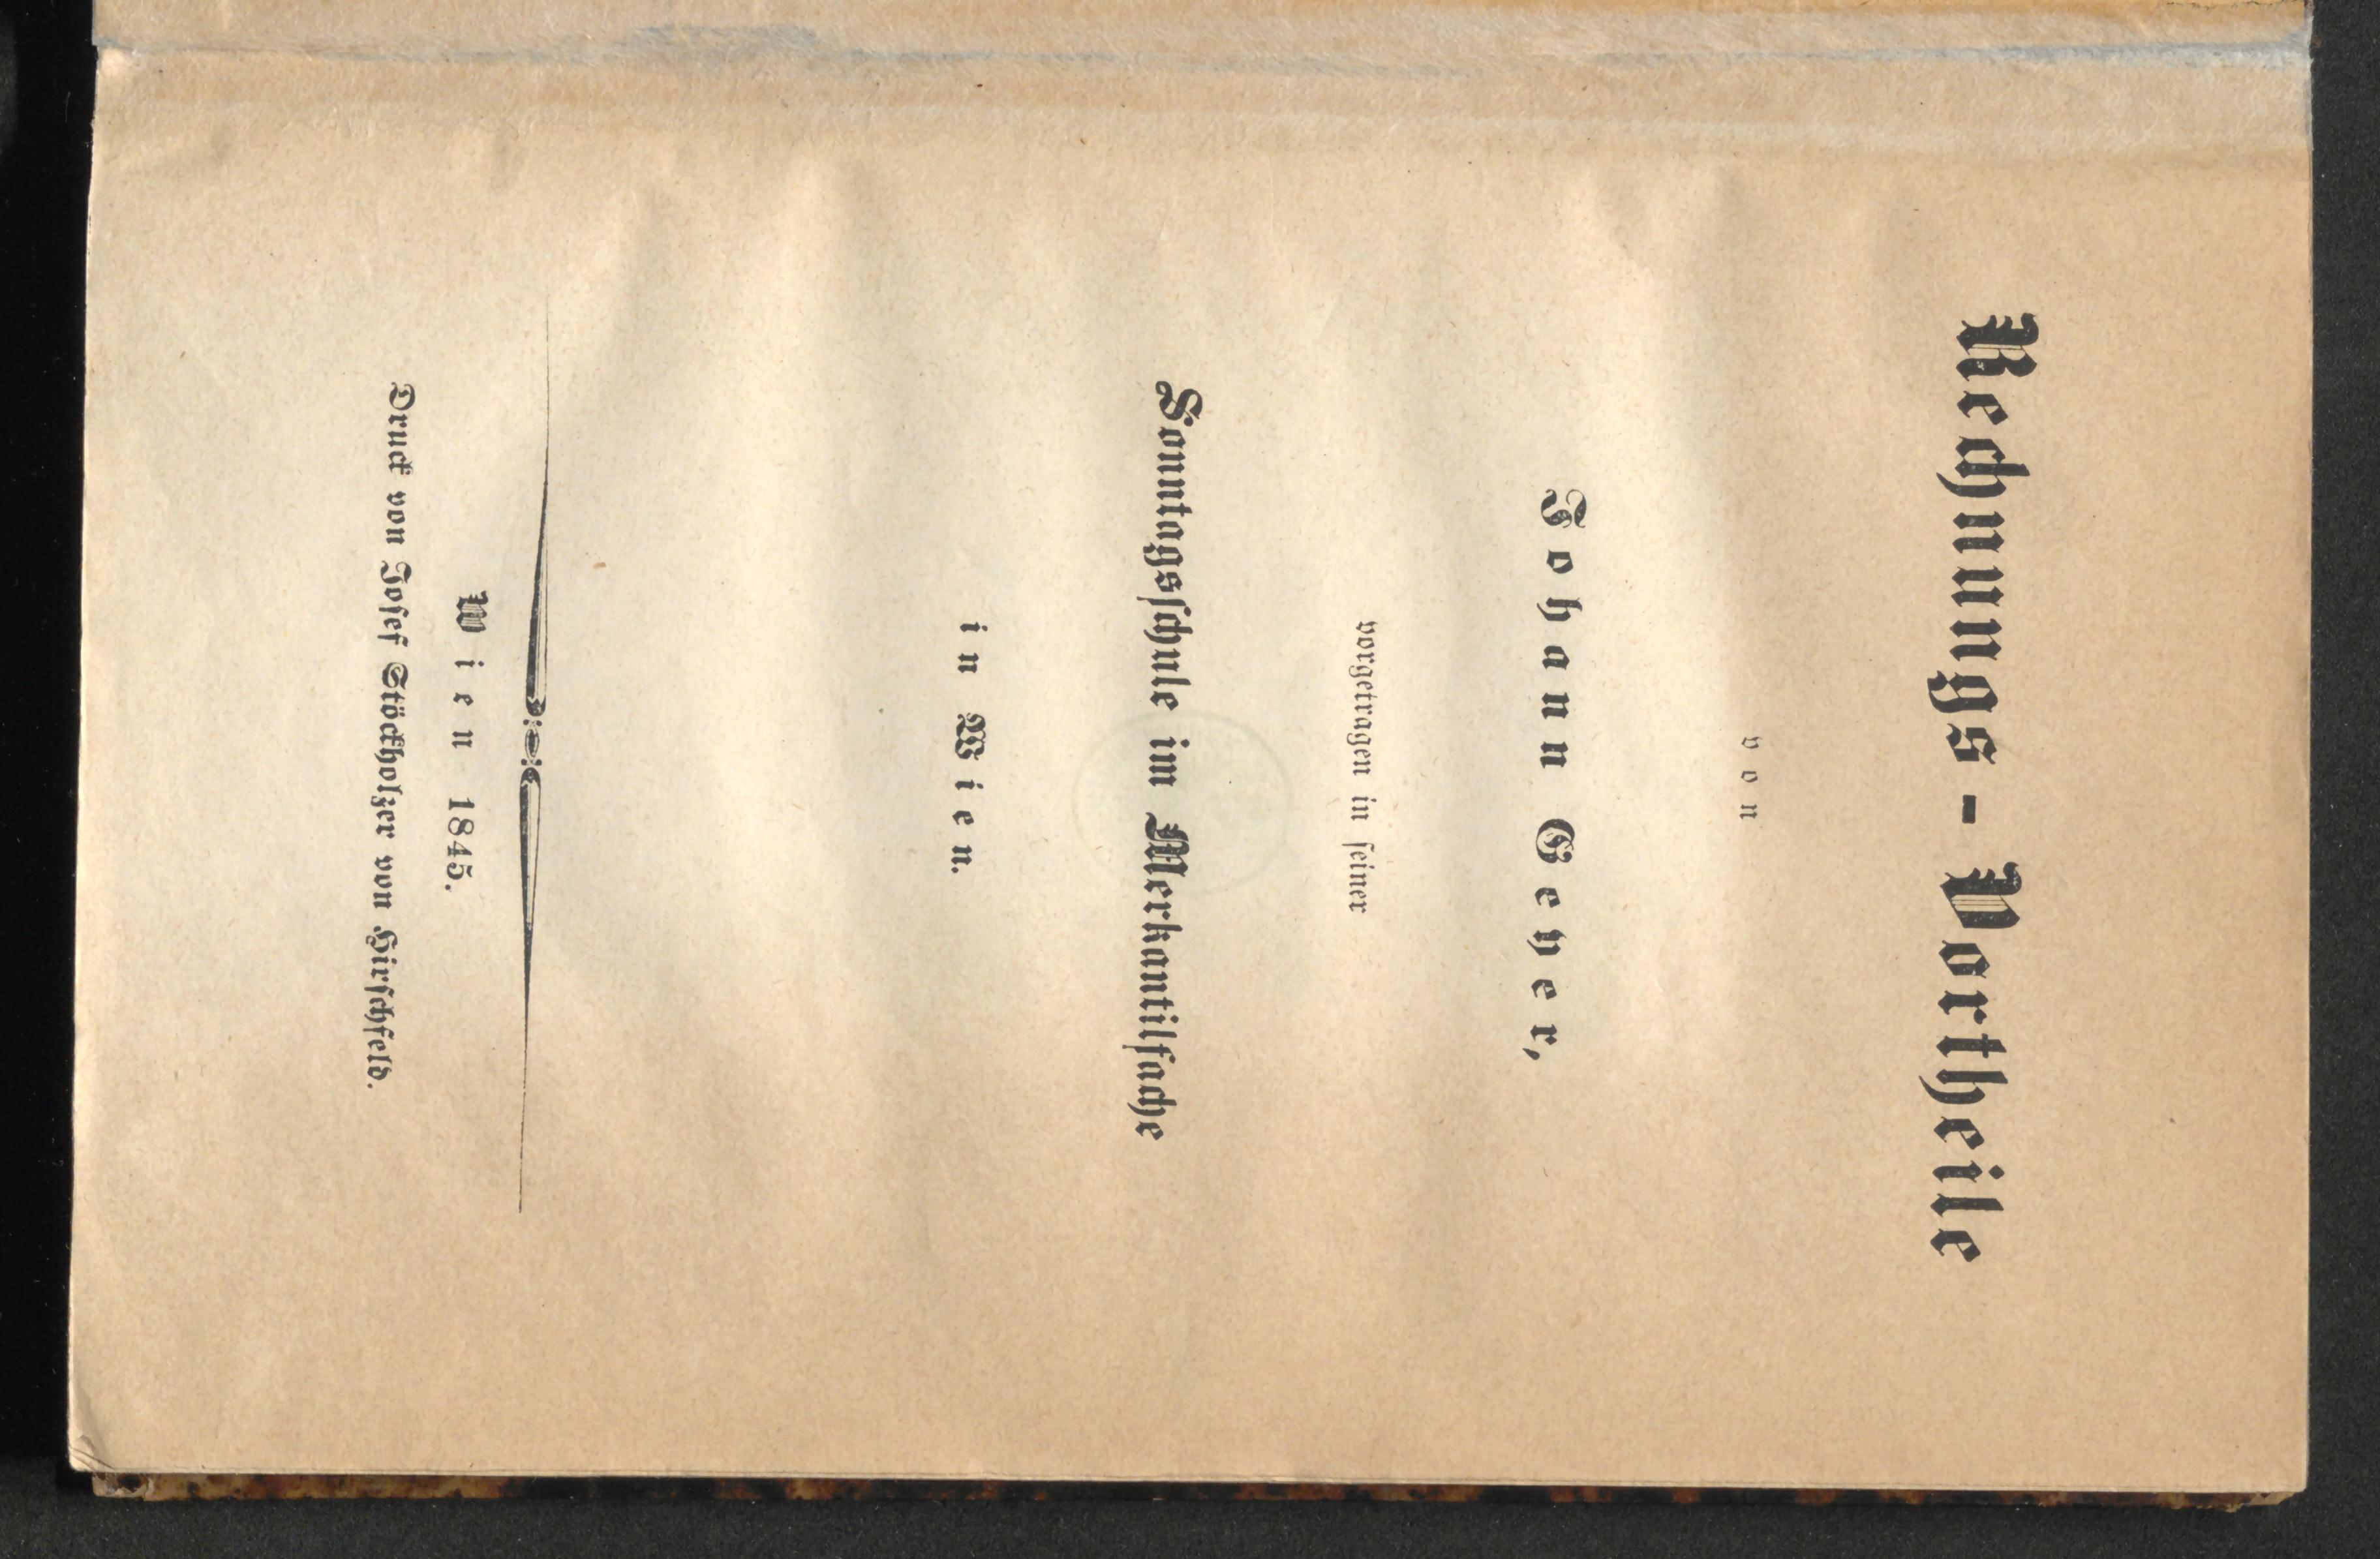 Rechnungs-Vortheile
von
Johann Geyer,
vorgetragen in seiner
Sonntagsschule im Merkantilfache
in Wien.
Wien 1845.
Druck von Josef Stöckholzer von Hirschfeld.